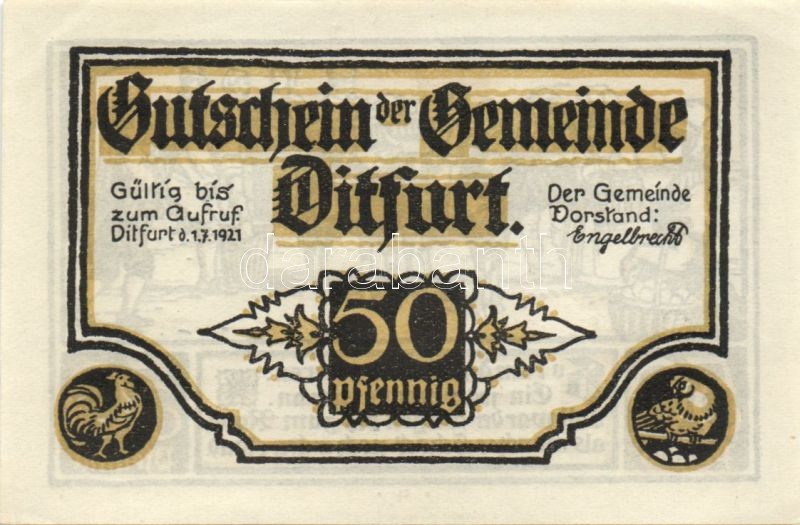 Gutschein der Gemeinde
Ditfurt.
Gültig bis
zum Aufruf
Ditfurt d. 1.7.1921
Der Gemeinde
Vorstand:
Engelbrecht
50
pfennig
darabanth